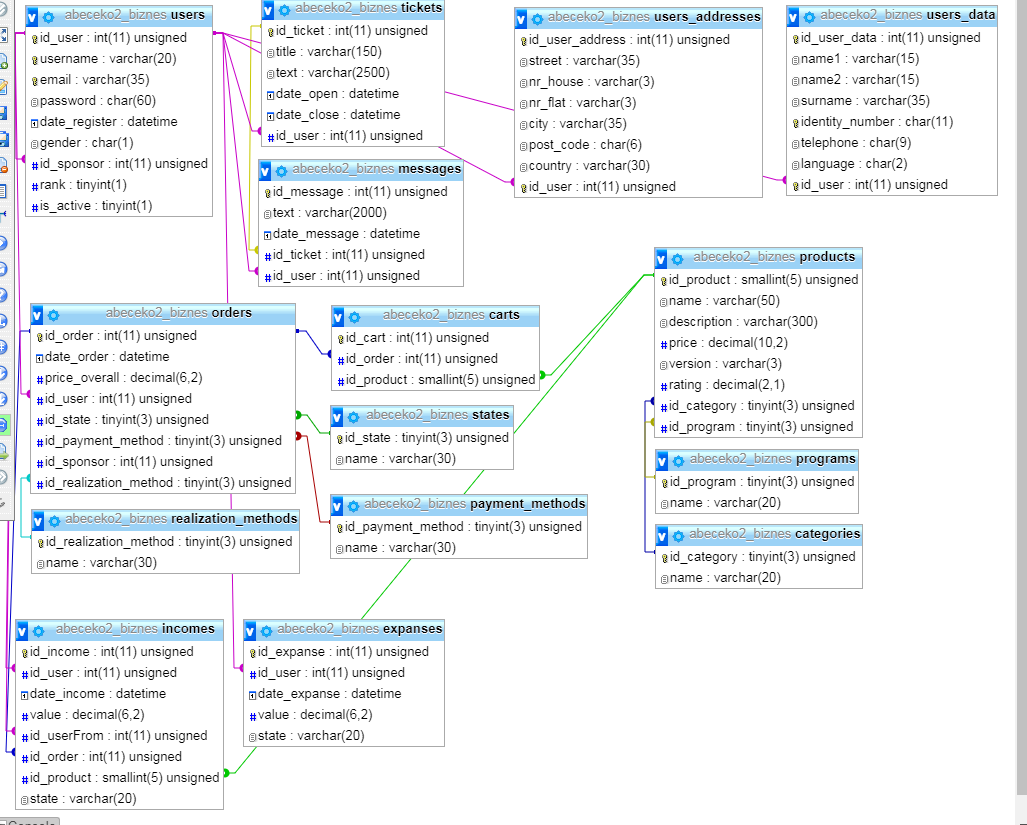 abeceko2_biznes users
id_user : int(11) unsigned
username : varchar(20)
email : varchar(35)
password : char(60)
date_register : datetime
gender : char(1)
id_sponsor : int(11) unsigned
rank : tinyint(1)
is_active : tinyint(1)
abeceko2_biznes tickets
id_ticket : int(11) unsigned
title : varchar(150)
text : varchar(2500)
date_open : datetime
date_close : datetime
id_user : int(11) unsigned
abeceko2_biznes users_addresses
id_user_address : int(11) unsigned
street : varchar(35)
nr_house : varchar(3)
nr_flat : varchar(3)
city : varchar(35)
post_code : char(6)
country : varchar(30)
id_user : int(11) unsigned
abeceko2_biznes users_data
id_user_data : int(11) unsigned
name1 : varchar(15)
name2 : varchar(15)
surname : varchar(35)
identity_number : char(11)
telephone : char(9)
language : char(2)
id_user : int(11) unsigned
abeceko2_biznes messages
id_message : int(11) unsigned
text : varchar(2000)
date_message : datetime
id_ticket : int(11) unsigned
id_user : int(11) unsigned
abeceko2_biznes products
id_product : smallint(5) unsigned
name : varchar(50)
description : varchar(300)
price : decimal(10,2)
version : varchar(3)
rating : decimal(2,1)
id_category : tinyint(3) unsigned
id_program : tinyint(3) unsigned
abeceko2_biznes orders
id_order : int(11) unsigned
date_order : datetime
price_overall : decimal(6,2)
id_user : int(11) unsigned
id_state : tinyint(3) unsigned
id_payment_method : tinyint(3) unsigned
id_sponsor : int(11) unsigned
id_realization_method : tinyint(3) unsigned
abeceko2_biznes carts
id_cart : int(11) unsigned
id_order : int(11) unsigned
id_product : smallint(5) unsigned
abeceko2_biznes states
id_state : tinyint(3) unsigned
name : varchar(30)
abeceko2_biznes programs
id_program : tinyint(3) unsigned
name : varchar(20)
abeceko2_biznes payment_methods
id_payment_method : tinyint(3) unsigned
name : varchar(30)
abeceko2_biznes realization_methods
id_realization_method : tinyint(3) unsigned
name : varchar(30)
abeceko2_biznes categories
id_category : tinyint(3) unsigned
name : varchar(20)
abeceko2_biznes incomes
id_income : int(11) unsigned
id_user : int(11) unsigned
date_income : datetime
value : decimal(6,2)
id_userFrom : int(11) unsigned
id_order : int(11) unsigned
id_product : smallint(5) unsigned
state : varchar(20)
abeceko2_biznes expanses
id_expanse : int(11) unsigned
id_user : int(11) unsigned
date_expanse : datetime
value : decimal(6,2)
state : varchar(20)
Console